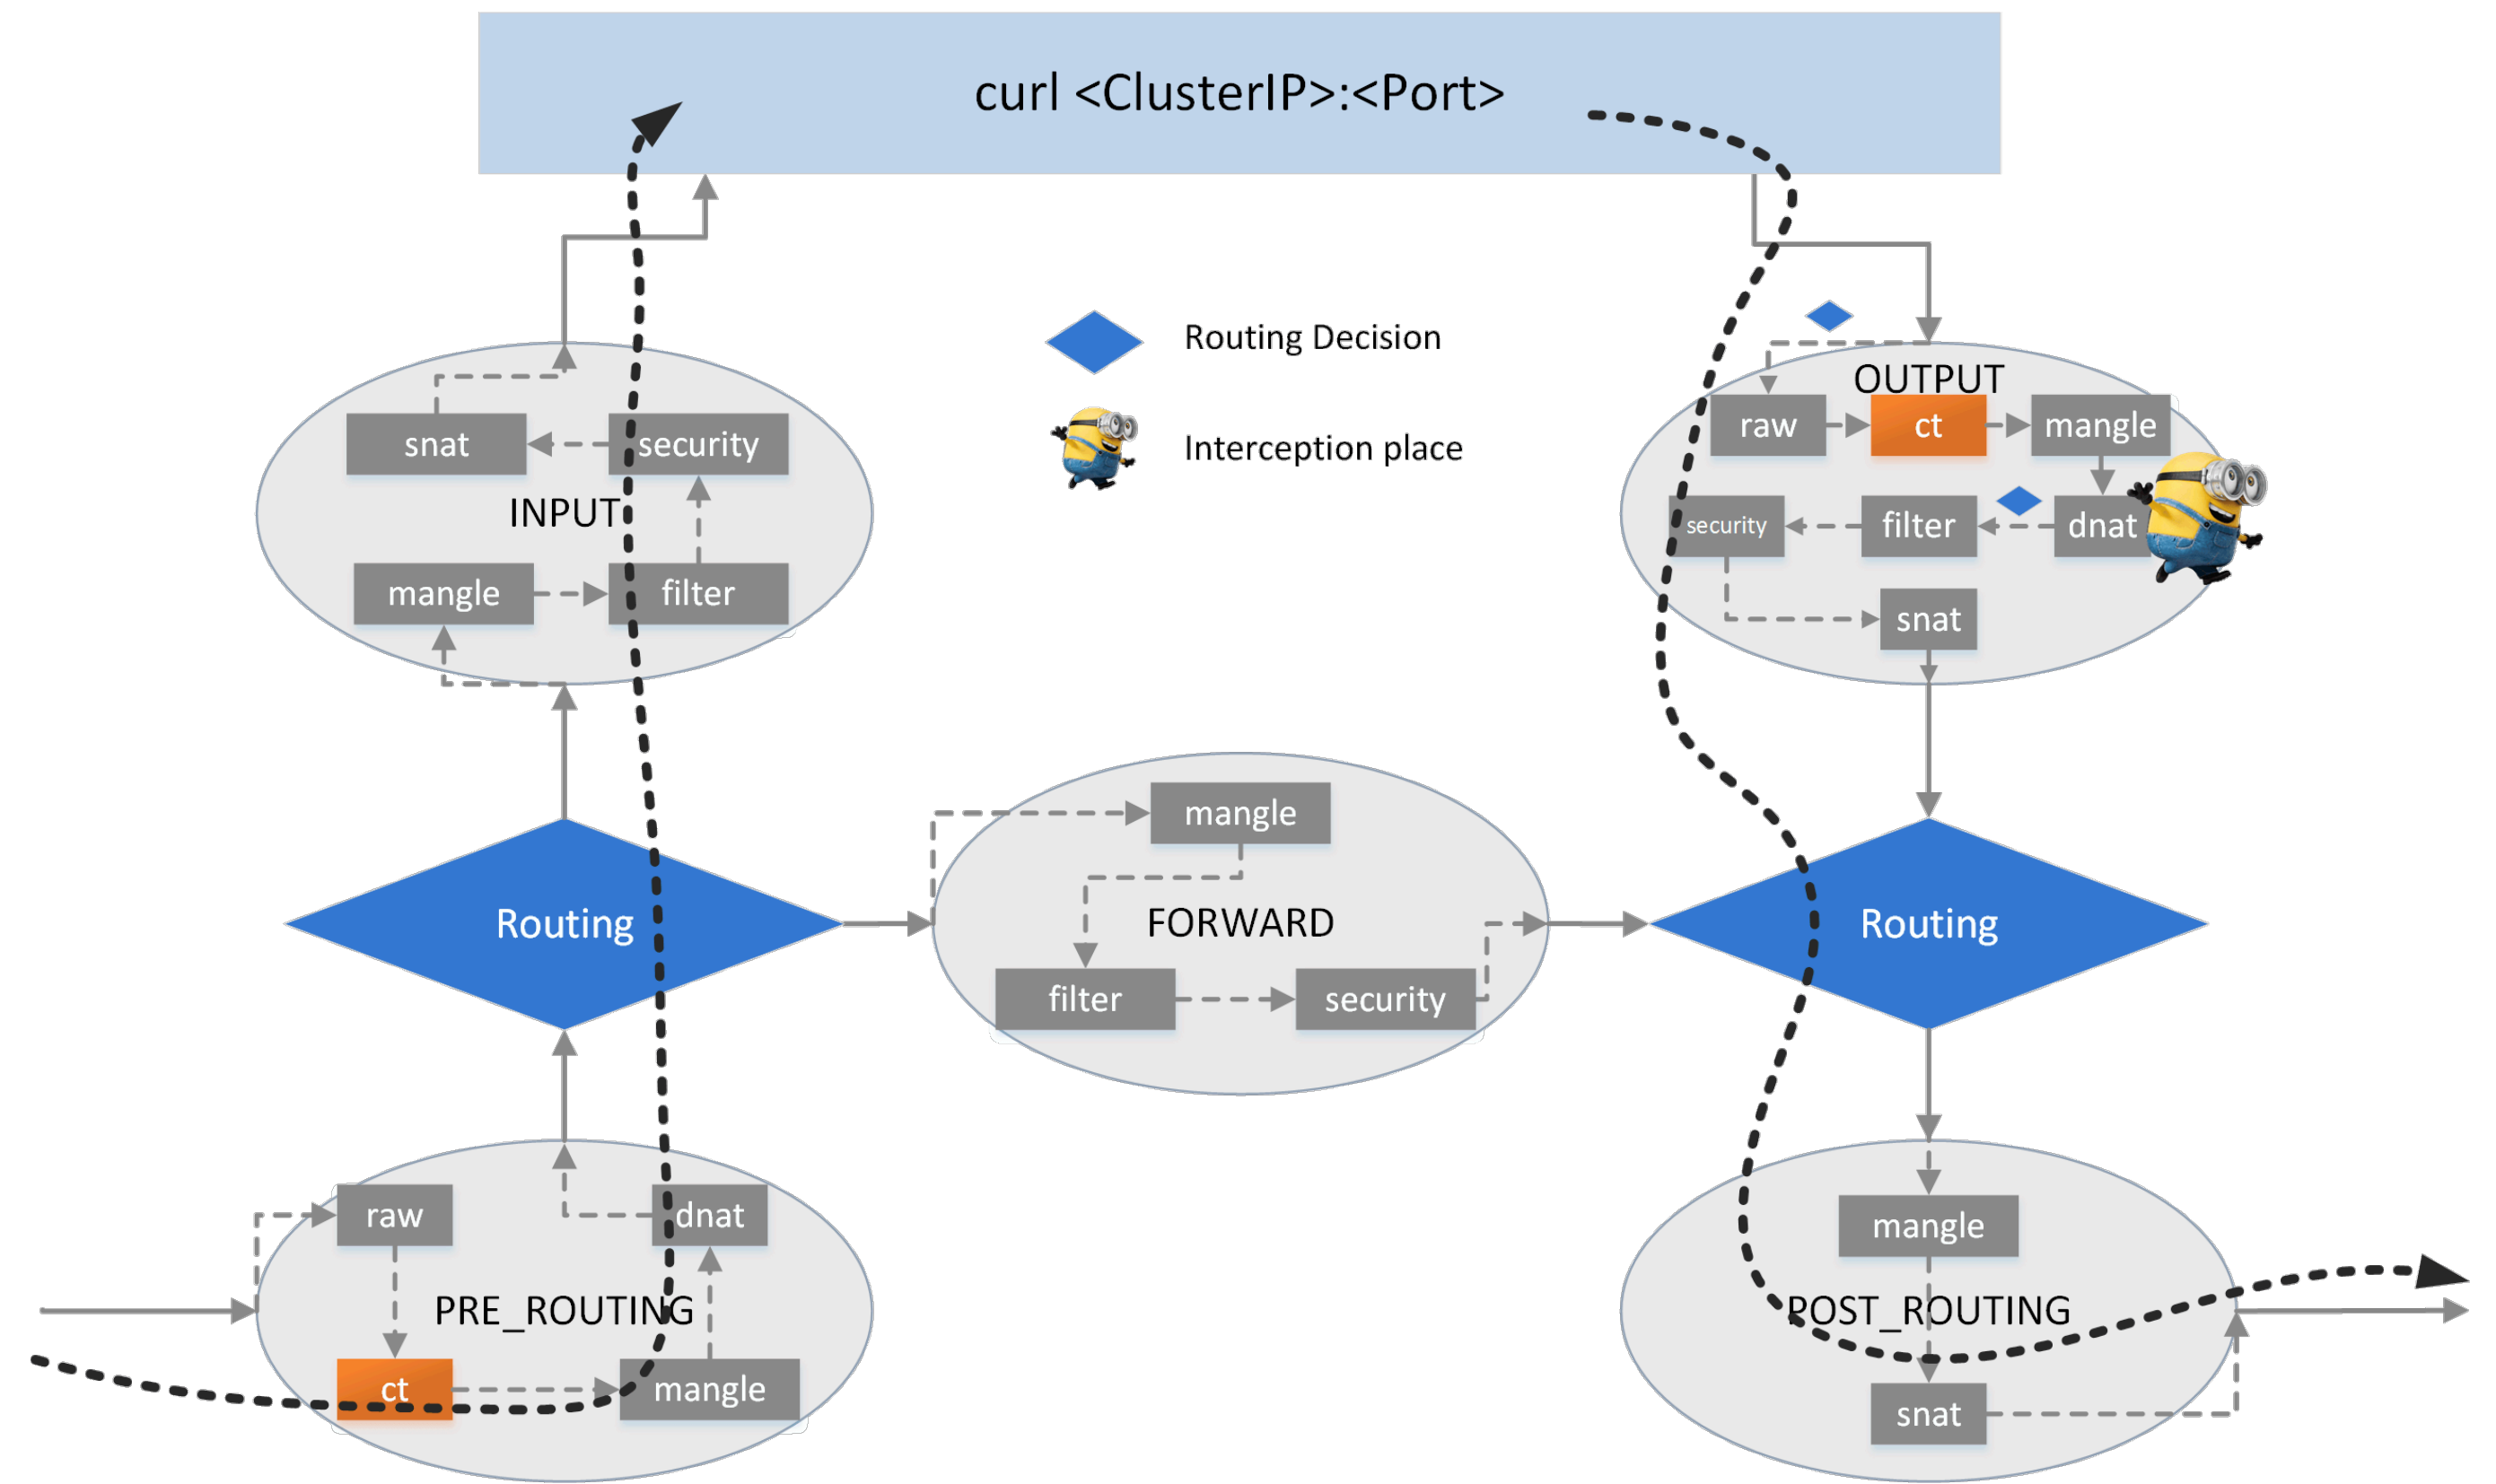 curl <ClusterIP>:<Port>
Routing Decision
Interception place
INPUT
snat
security
mangle
filter
OUTPUT
raw
ct
mangle
security
filter
dnat
snat
Routing
mangle
FORWARD
filter
security
Routing
raw
dnat
PRE_ROUTING
ct
mangle
mangle
POST_ROUTING
snat